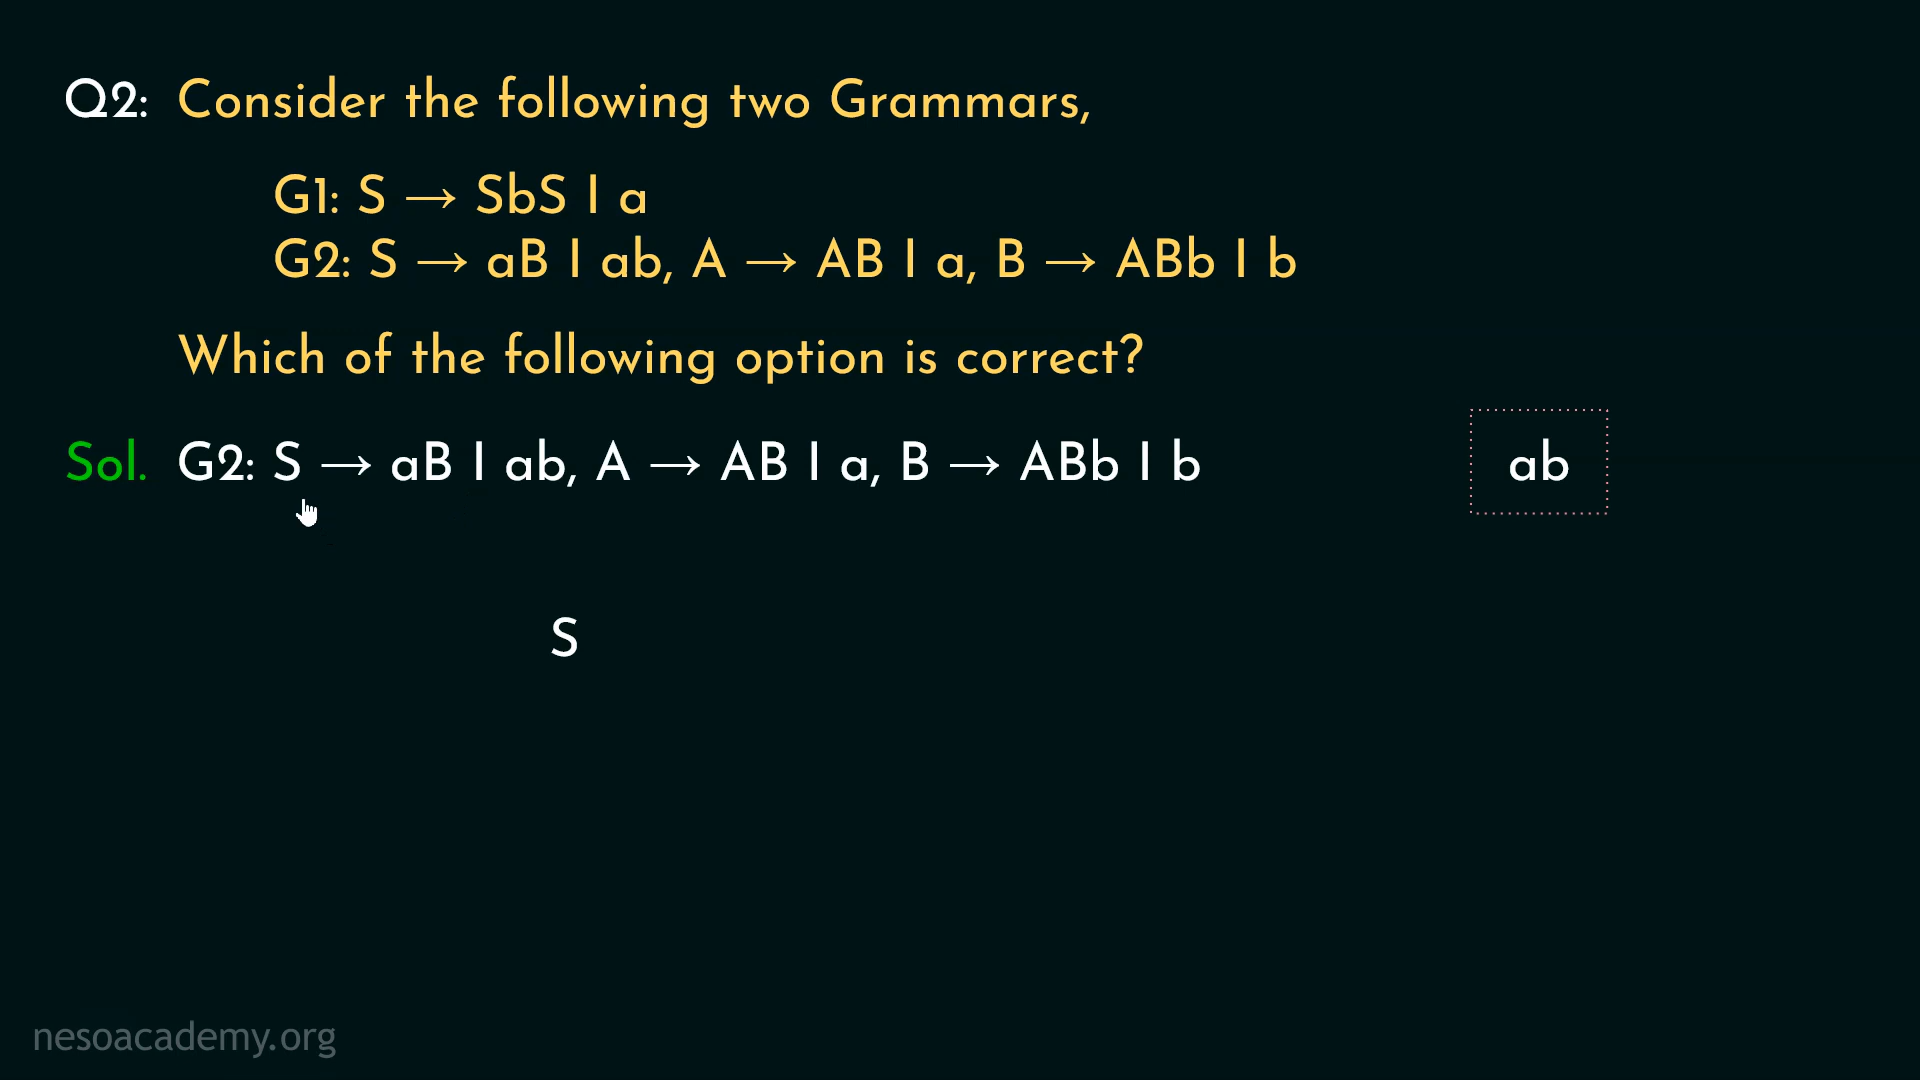 Q2: Consider the following two Grammars,
G1: S → SbS | a
G2: S → aB | ab, A → AB | a, B → ABb | b
Which of the following option is correct?
Sol. G2: S → aB | ab, A → AB | a, B → ABb | b
ab
S
nesoacademy.org